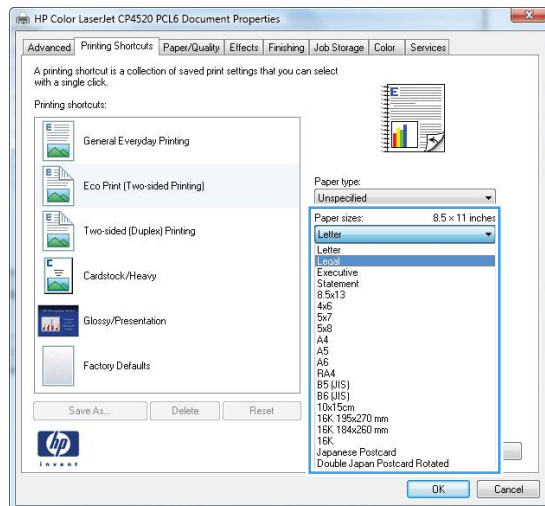 HP Color LaserJet CP4520 PCL6 Document Properties
Advanced Printing Shortcuts Paper/Quality Effects Finishing Job Storage Color Services
A printing shortcut is a collection of saved print settings that you can select
with a single click.
Printing shortcuts:
General Everyday Printing
Eco Print (Two-sided Printing)
Two-sided (Duplex) Printing
Cardstock/Heavy
Glossy/Presentation
Factory Defaults
Save As... Delete Reset
hp
invent
E
Paper type:
Unspecified
Paper sizes: 8.5 × 11 inches
Letter
Letter
Legal
Executive
Statement
8.5x13
4x6
5x7
5x8
A4
A5
A6
RA4
B5 (JIS)
B6 (JIS)
10x15cm
16K 195x270 mm
16K 184x260 mm
16K
Japanese Postcard
Double Japan Postcard Rotated
OK Cancel